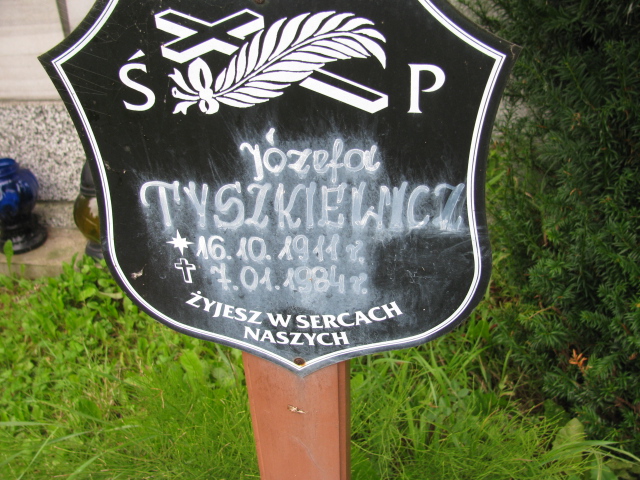 Ś P
Józefa
TYSZKIEWICZ
16.10.1911 r.
7.01.1984 r.
ŻYJESZ W SERCACH
NASZYCH